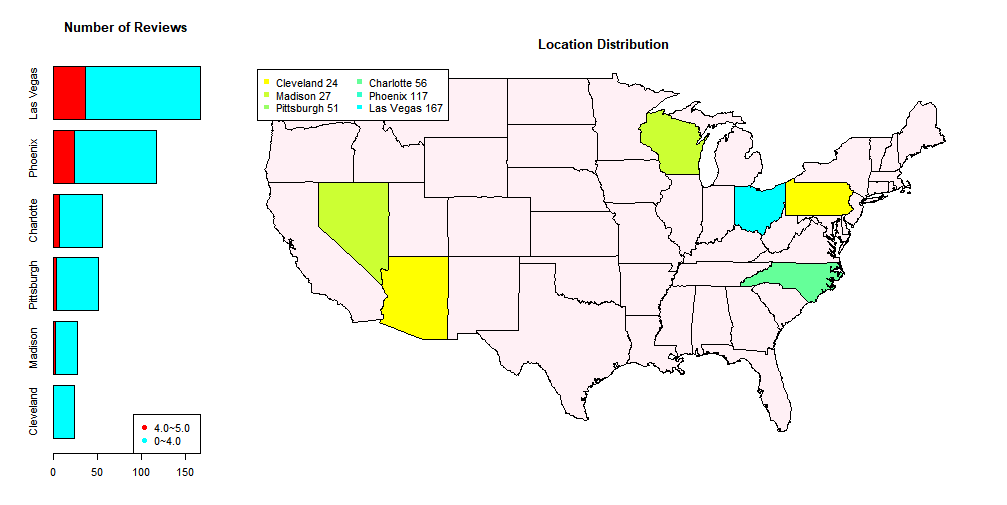 Number of Reviews
Las Vegas
Phoenix
Charlotte
Pittsburgh
Madison
Cleveland
4.0~5.0
0~4.0
0 50 100 150
Location Distribution
Cleveland 24 Charlotte 56
Madison 27 Phoenix 117
Pittsburgh 51 Las Vegas 167